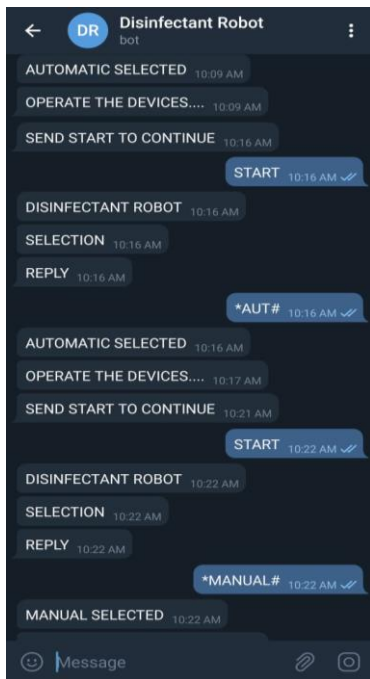 Disinfectant Robot
DR
bot
AUTOMATIC SELECTED 10:09 AM
OPERATE THE DEVICES.... 10:09 AM
SEND START TO CONTINUE 10:16 AM
START 10:16 AM
DISINFECTANT ROBOT 10:16 AM
SELECTION 10:16 AM
REPLY 10:16 AM
*AUT# 10:16 AM
AUTOMATIC SELECTED 10:16 AM
OPERATE THE DEVICES.... 10:17 AM
SEND START TO CONTINUE 10:21 AM
START 10:22 AM
DISINFECTANT ROBOT 10:22 AM
SELECTION 10:22 AM
REPLY 10:22 AM
*MANUAL# 10:22 AM
MANUAL SELECTED 10:22 AM
Message